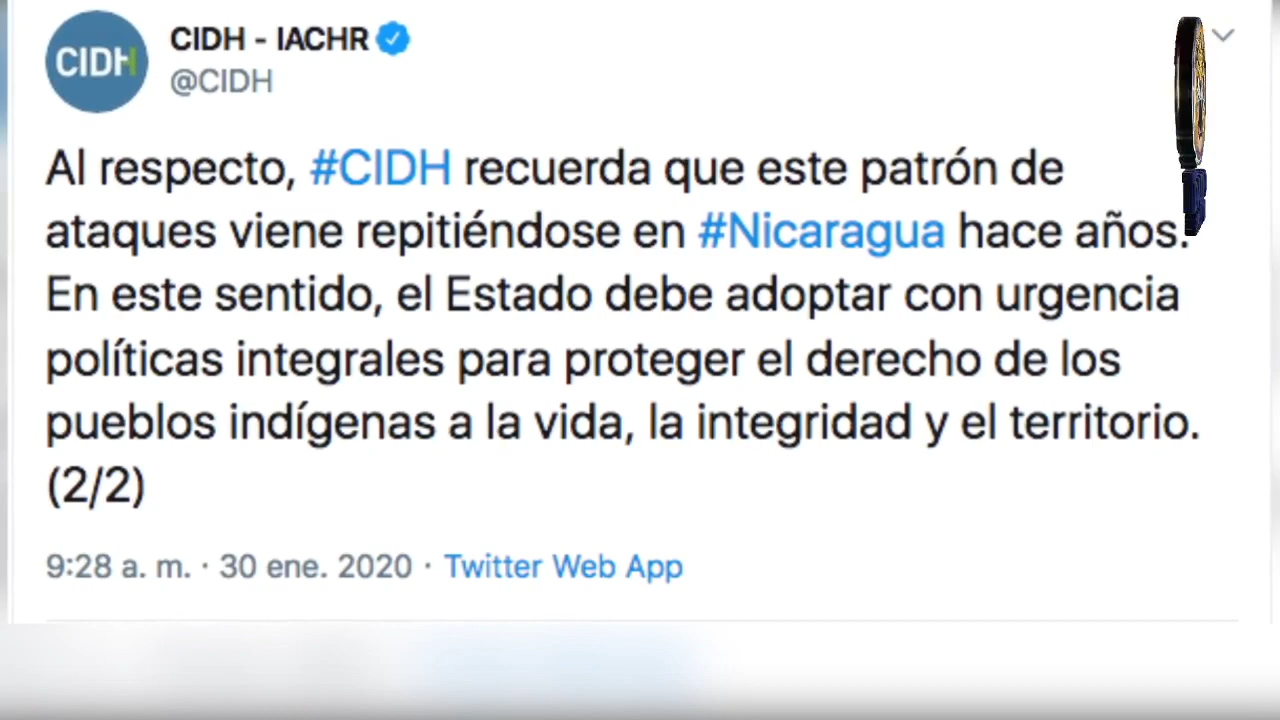 CIDH
CIDH - IACHR
@CIDH
Al respecto, #CIDH recuerda que este patrón de
ataques viene repitiéndose en #Nicaragua hace años.
En este sentido, el Estado debe adoptar con urgencia
políticas integrales para proteger el derecho de los
pueblos indígenas a la vida, la integridad y el territorio.
(2/2)
9:28 a. m. · 30 ene. 2020 · Twitter Web App